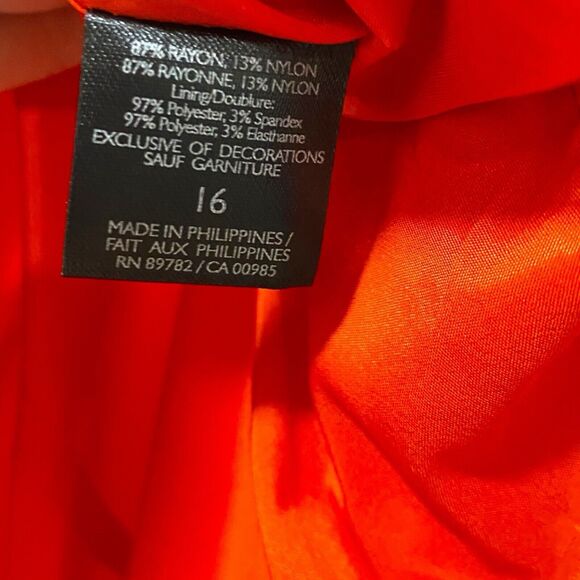 87% RAYON, 13% NYLON
87% RAYONNE, 13% NYLON
Lining/Doublure:
97% Polyester, 3% Spandex
97% Polyester, 3% Elasthanne
EXCLUSIVE OF DECORATIONS
SAUF GARNITURE
16
MADE IN PHILIPPINES /
FAIT AUX PHILIPPINES
RN 89782 / CA 00985